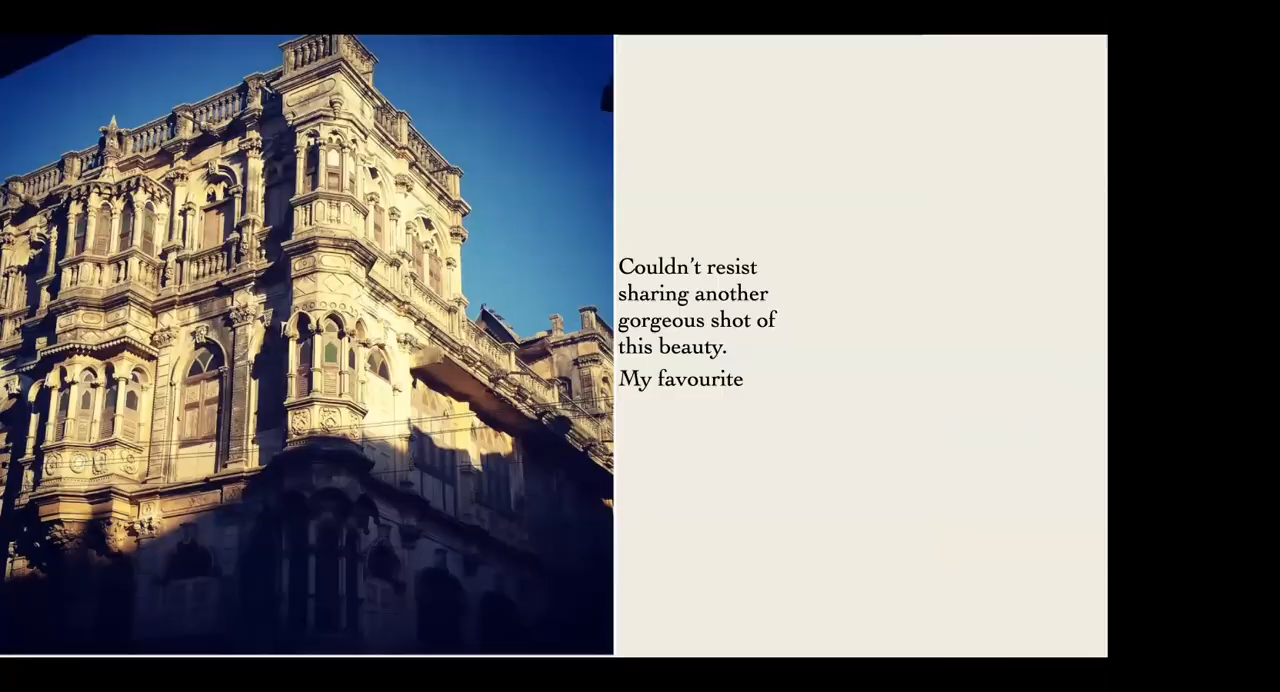 Couldn’t resist
sharing another
gorgeous shot of
this beauty.
My favourite